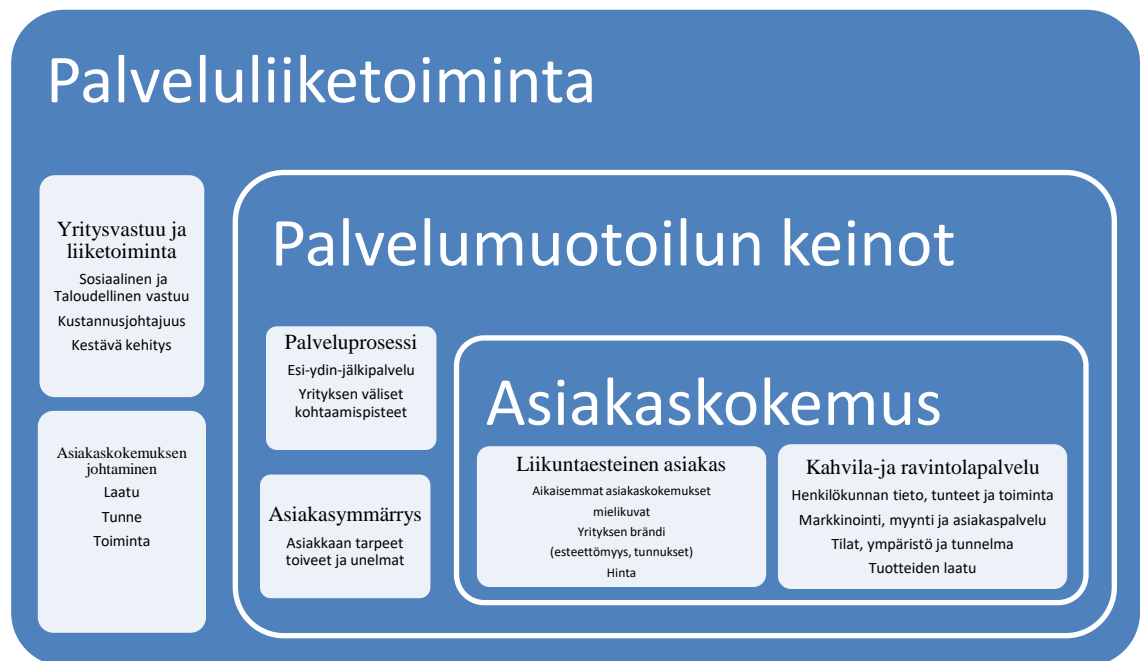 Palveluliiketoiminta
Yritysvastuu ja
liiketoiminta
Sosiaalinen ja
Taloudellinen vastuu
Kustannusjohtajuus
Kestävä kehitys
Asiakaskokemuksen
johtaminen
Laatu
Tunne
Toiminta
Palvelumuotoilun keinot
Palveluprosessi
Esi-ydin-jälkipalvelu
Yrityksen väliset
kohtaamispisteet
Asiakasymmärrys
Asiakkaan tarpeet
toiveet ja unelmat
Asiakaskokemus
Liikuntaesteinen asiakas
Aikaisemmat asiakaskokemukset
mielikuvat
Yrityksen brändi
(esteettömyys, tunnukset)
Hinta
Kahvila-ja ravintolapalvelu
Henkilökunnan tieto, tunteet ja toiminta
Markkinointi, myynti ja asiakaspalvelu
Tilat, ympäristö ja tunnelma
Tuotteiden laatu